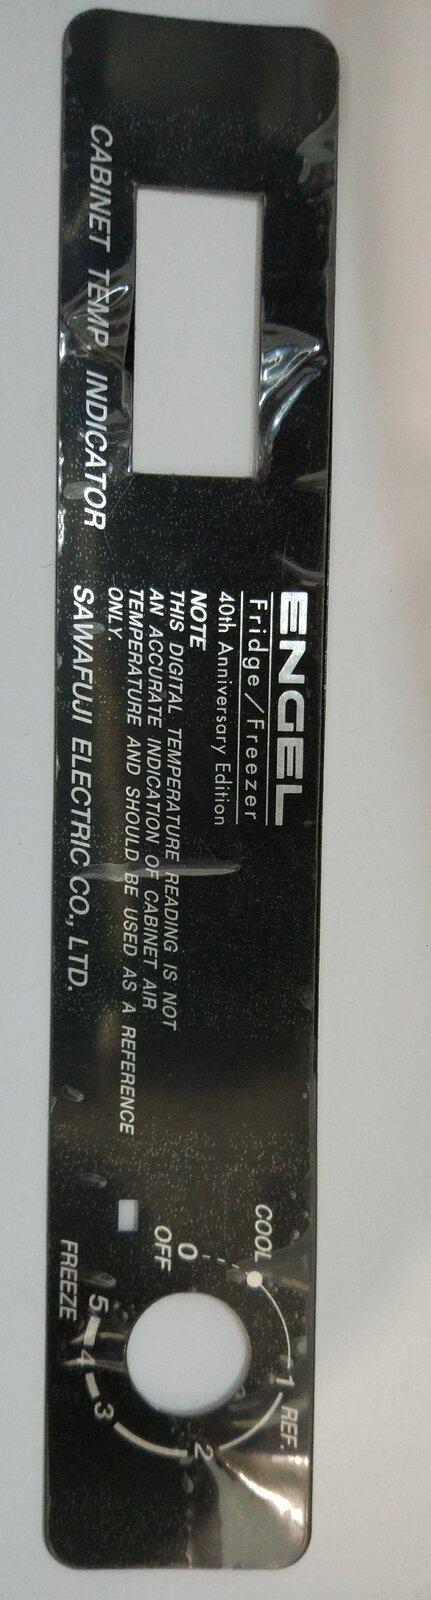 CABINET TEMP. INDICATOR
ENGEL
Fridge/Freezer
40th Anniversary Edition
NOTE
THIS DIGITAL TEMPERATURE READING IS NOT
AN ACCURATE INDICATION OF CABINET AIR
TEMPERATURE AND SHOULD BE USED AS A REFERENCE
ONLY
SAWAFUJI ELECTRIC CO., LTD.
COOL
0
OFF
1
REF.
2
3
4
5
FREEZE